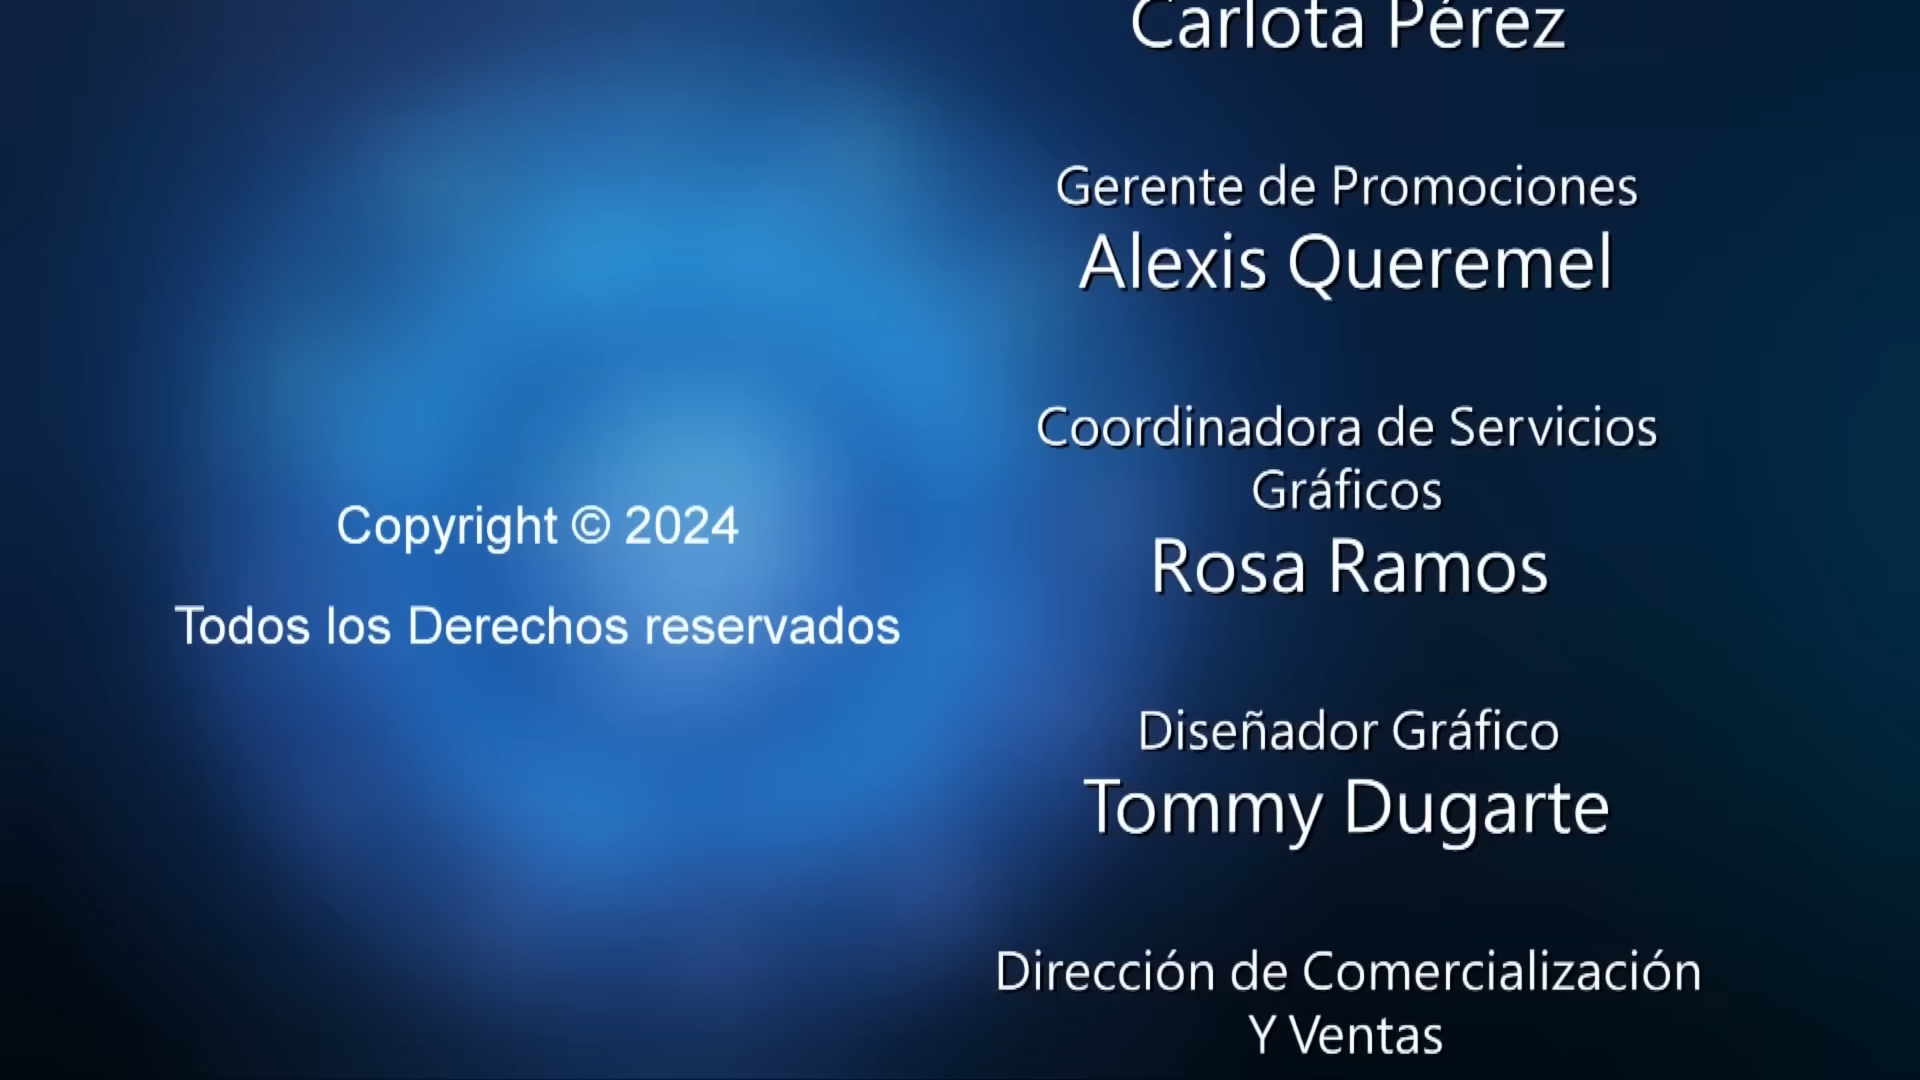 Carlota Pérez
Gerente de Promociones
Alexis Queremel
Coordinadora de Servicios
Gráficos
Rosa Ramos
Diseñador Gráfico
Tommy Dugarte
Dirección de Comercialización
Y Ventas
Copyright © 2024
Todos los Derechos reservados